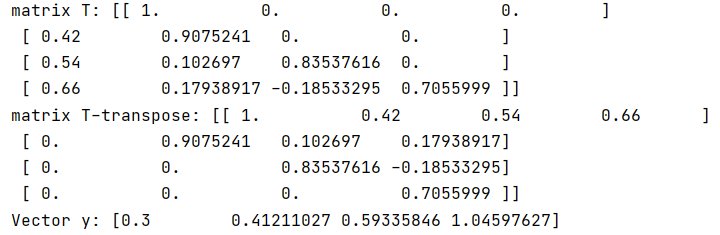 matrix T: [[ 1.          0.          0.          0.        ]
 [ 0.42        0.9075241   0.          0.        ]
 [ 0.54        0.102697    0.83537616  0.        ]
 [ 0.66        0.17938917 -0.18533295  0.7055999 ]]
matrix T-transpose: [[ 1.          0.42        0.54        0.66      ]
 [ 0.          0.9075241   0.102697    0.17938917]
 [ 0.          0.          0.83537616 -0.18533295]
 [ 0.          0.          0.          0.7055999 ]]
Vector y: [0.3        0.41211027 0.59335846 1.04597627]